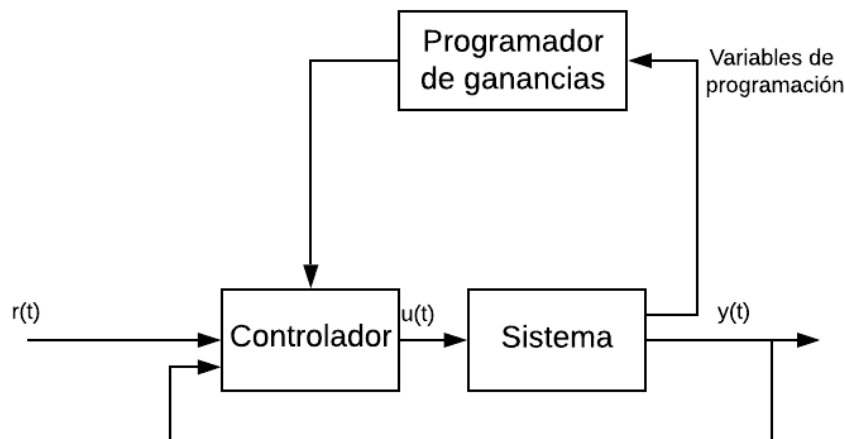 Programador
de ganancias
Variables de
programación
r(t)
Controlador
u(t)
Sistema
y(t)